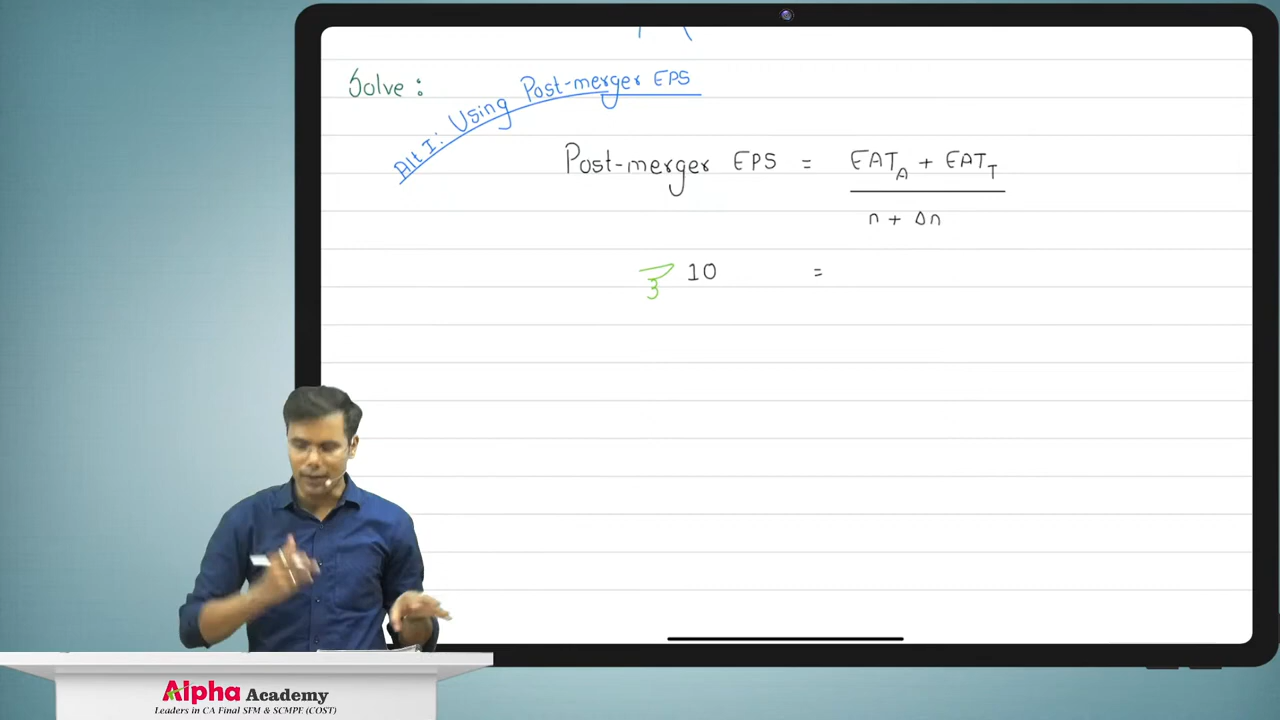 Solve :
Alt I: Using Post-merger EPS
Post-merger EPS = EAT_A + EAT_T
n + Δn
10 =
Alpha Academy
Leaders in CA Final SFM & SCMPE (COST)